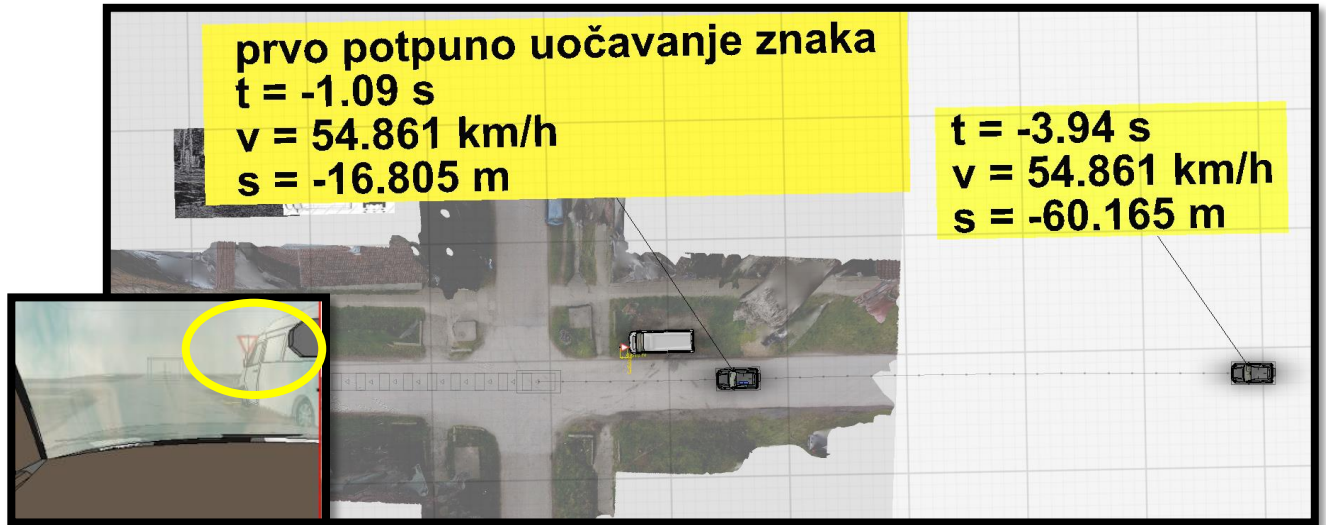 prvo potpuno uočavanje znaka
t = -1.09 s
v = 54.861 km/h
s = -16.805 m
t = -3.94 s
v = 54.861 km/h
s = -60.165 m